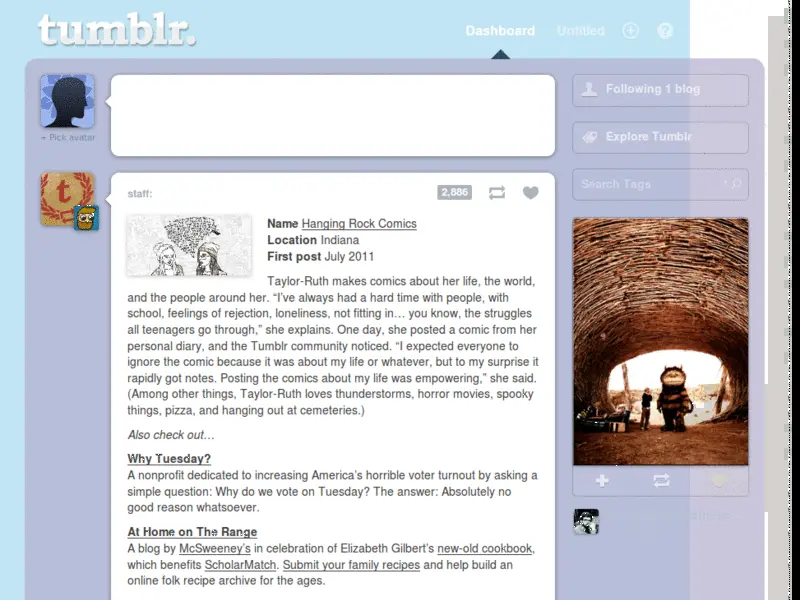 tumblr.
Dashboard
Untitled
+ Pick avatar
Following 1 blog
Explore Tumblr
Search Tags
t
staff:
2,886
Name Hanging Rock Comics
Location Indiana
First post July 2011
Taylor-Ruth makes comics about her life, the world,
and the people around her. “I’ve always had a hard time with people, with
school, feelings of rejection, loneliness, not fitting in… you know, the struggles
all teenagers go through,” she explains. One day, she posted a comic from her
personal diary, and the Tumblr community noticed. “I expected everyone to
ignore the comic because it was about my life or whatever, but to my surprise it
rapidly got notes. Posting the comics about my life was empowering,” she said.
(Among other things, Taylor-Ruth loves thunderstorms, horror movies, spooky
things, pizza, and hanging out at cemeteries.)
Also check out…
Why Tuesday?
A nonprofit dedicated to increasing America’s horrible voter turnout by asking a
simple question: Why do we vote on Tuesday? The answer: Absolutely no
good reason whatsoever.
At Home on The Range
A blog by McSweeney’s in celebration of Elizabeth Gilbert’s new-old cookbook,
which benefits ScholarMatch. Submit your family recipes and help build an
online folk recipe archive for the ages.